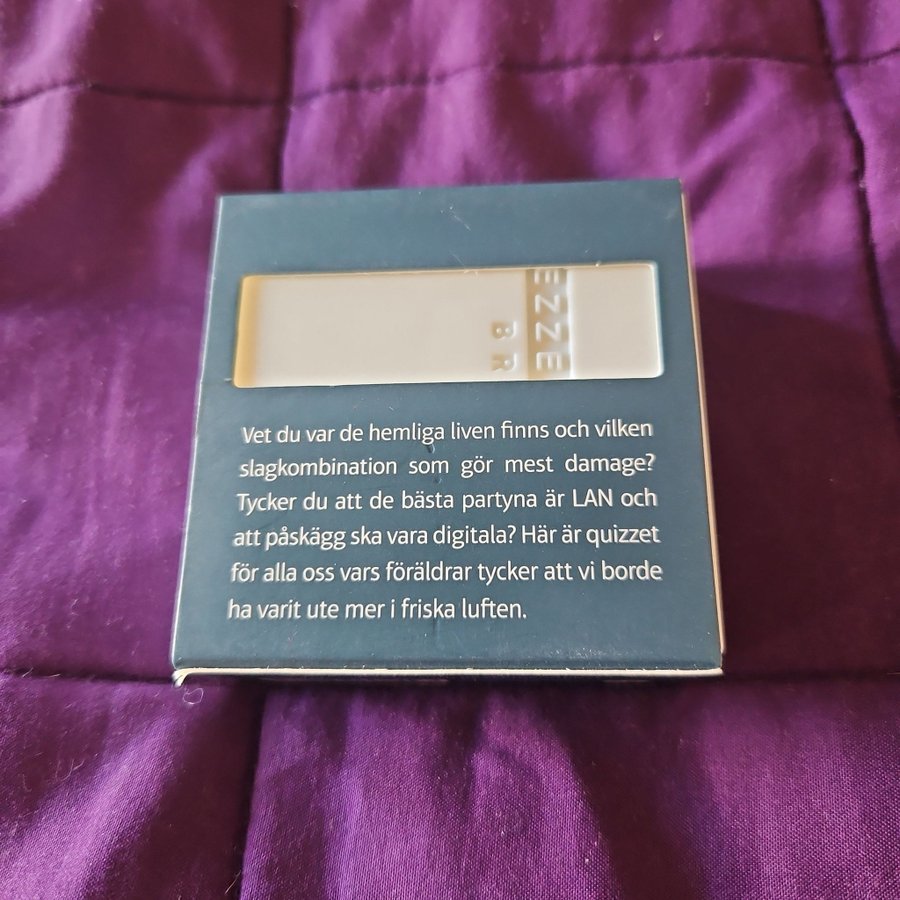 EZZE
BR
Vet du var de hemliga liven finns och vilken
slagkombination som gör mest damage?
Tycker du att de bästa partyna är LAN och
att påskägg ska vara digitala? Här är quizzet
för alla oss vars föräldrar tycker att vi borde
ha varit ute mer i friska luften.